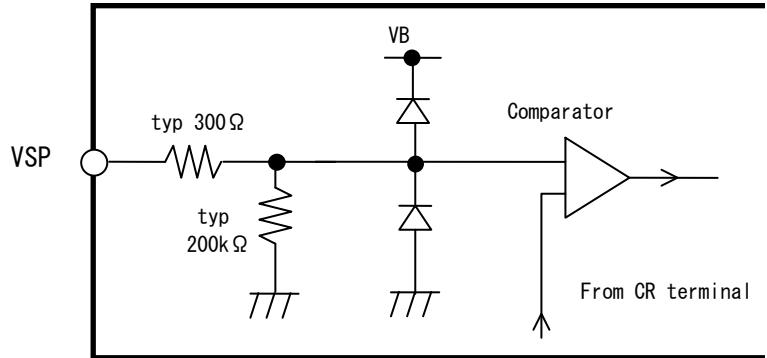 VB
Comparator
typ 300Ω
VSP
typ
200kΩ
From CR terminal